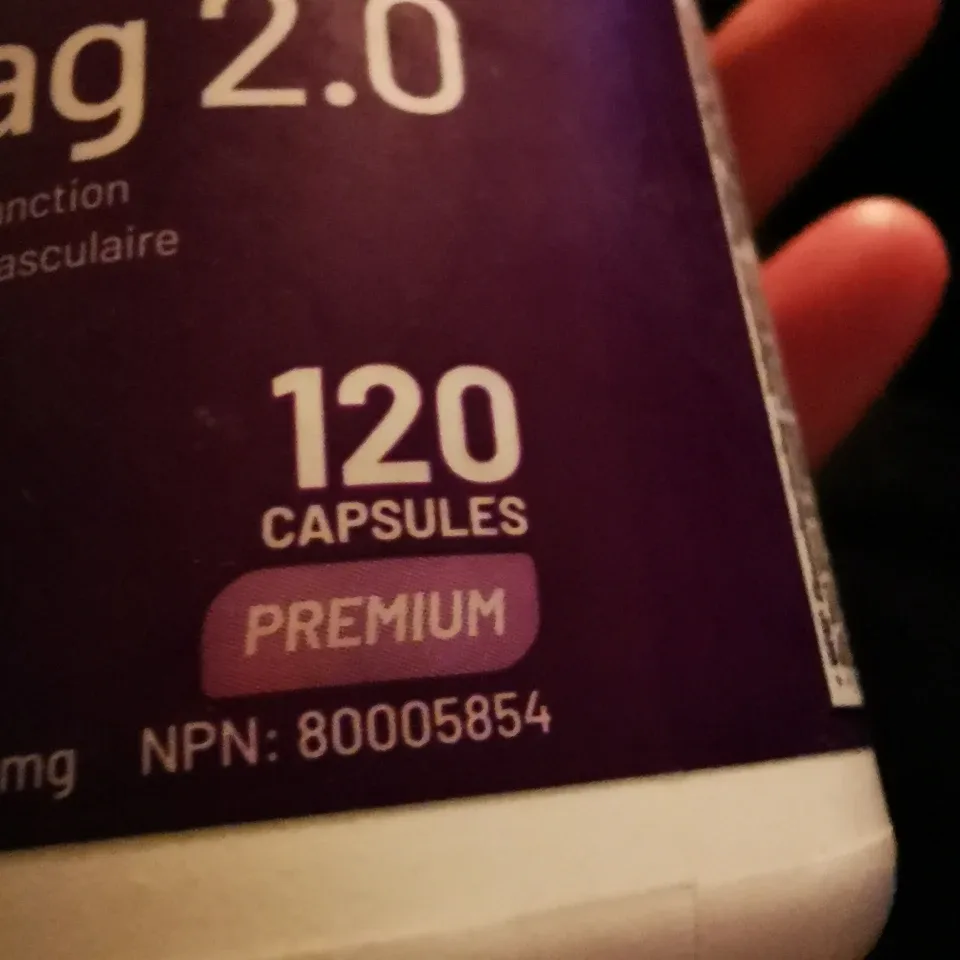 ag 2.0
nction
asculaire
120
CAPSULES
PREMIUM
mg NPN: 80005854